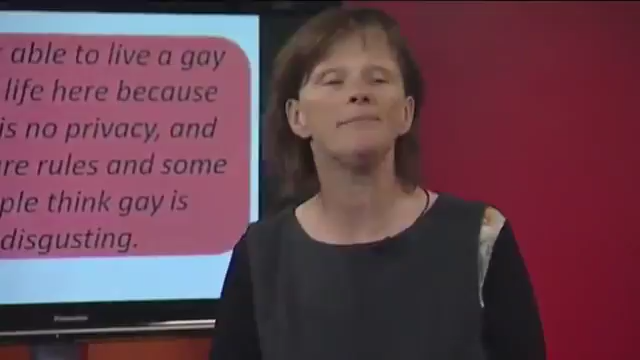 able to live a gay
life here because
is no privacy, and
are rules and some
ple think gay is
disgusting.